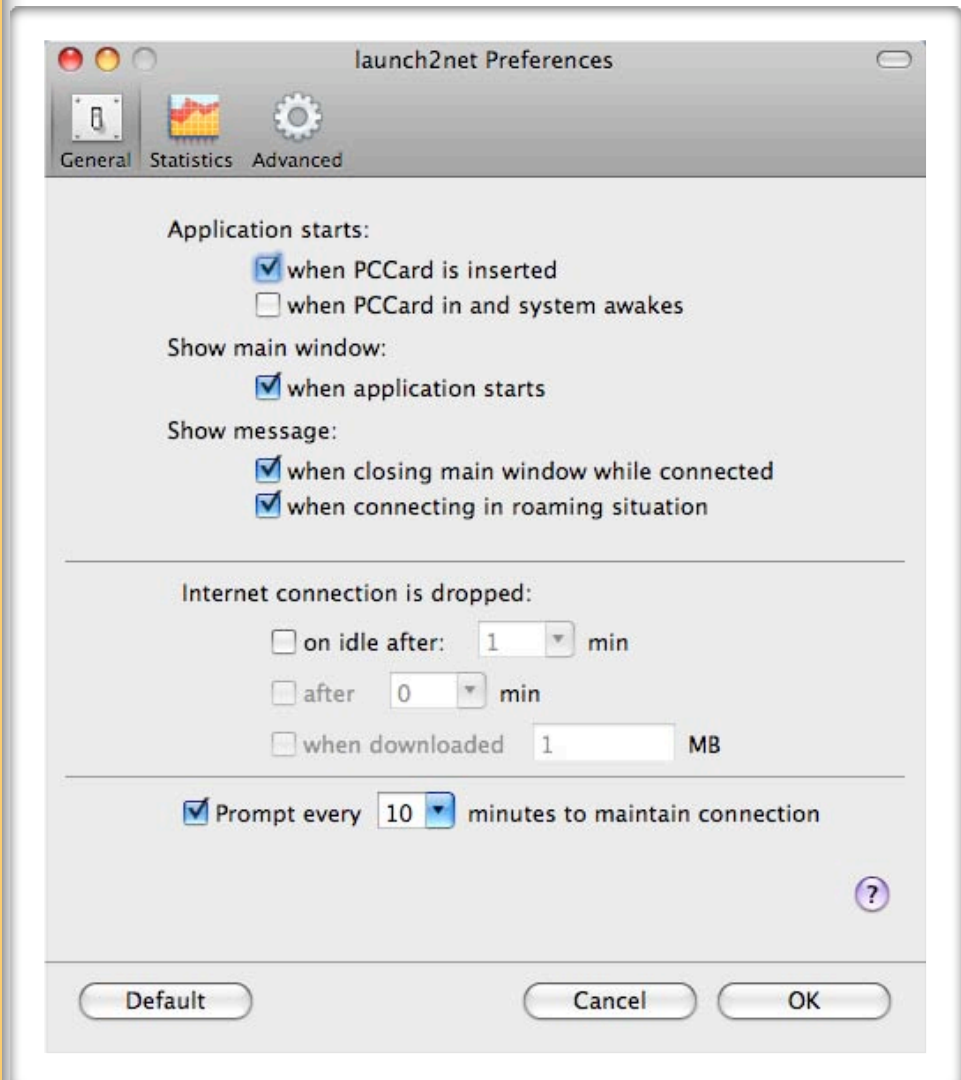 launch2net Preferences
General Statistics Advanced
Application starts:
when PCCard is inserted
when PCCard in and system awakes
Show main window:
when application starts
Show message:
when closing main window while connected
when connecting in roaming situation
Internet connection is dropped:
on idle after: 1 min
after 0 min
when downloaded 1 MB
Prompt every 10 minutes to maintain connection
?
Default Cancel OK